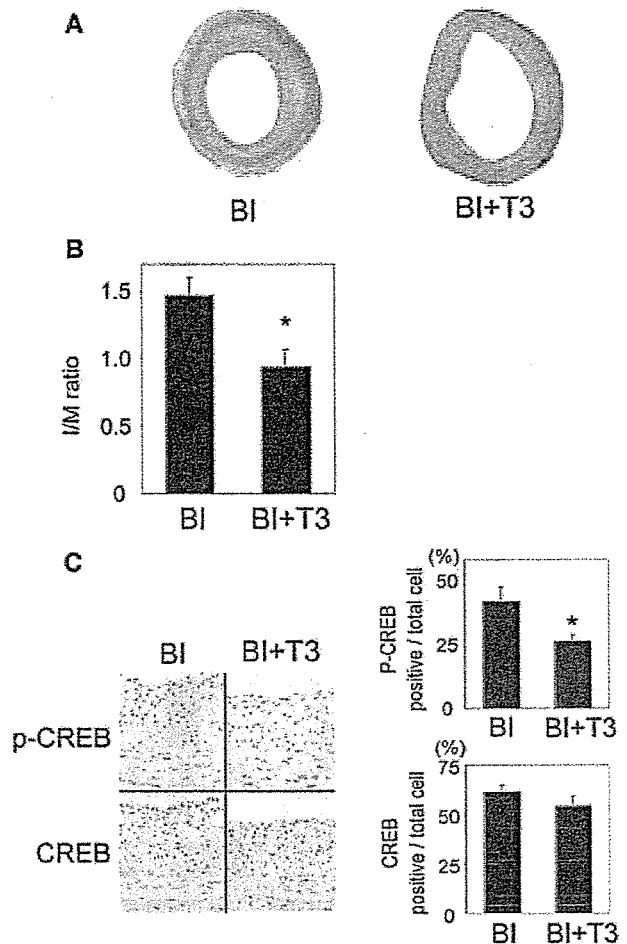 A
BI
BI+T3
B
I/M ratio
1.5
1.0
0.5
0
*
BI
BI+T3
C
BI
BI+T3
p-CREB
CREB
(%)
P-CREB
positive / total cell
50
25
0
*
BI
BI+T3
(%)
CREB
positive / total cell
75
50
25
0
BI
BI+T3